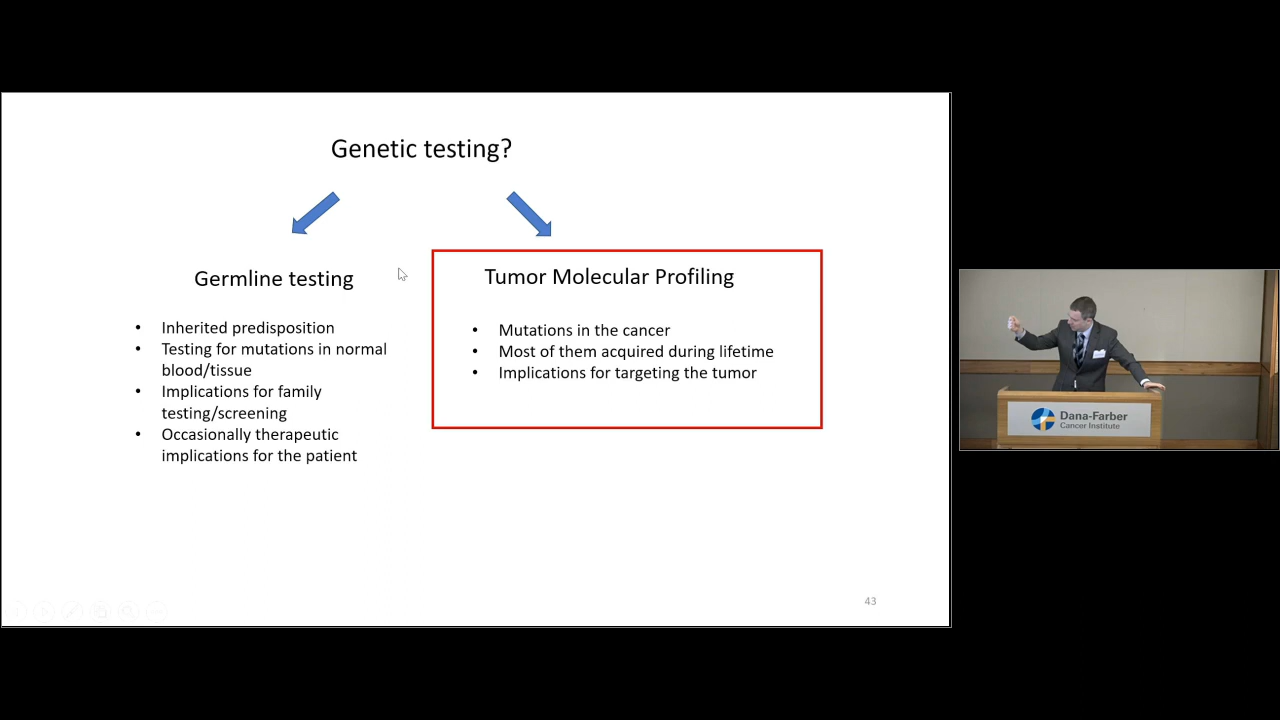 Genetic testing?
Germline testing
• Inherited predisposition
• Testing for mutations in normal
blood/tissue
• Implications for family
testing/screening
• Occasionally therapeutic
implications for the patient
Tumor Molecular Profiling
• Mutations in the cancer
• Most of them acquired during lifetime
• Implications for targeting the tumor
43
Dana-Farber
Cancer Institute